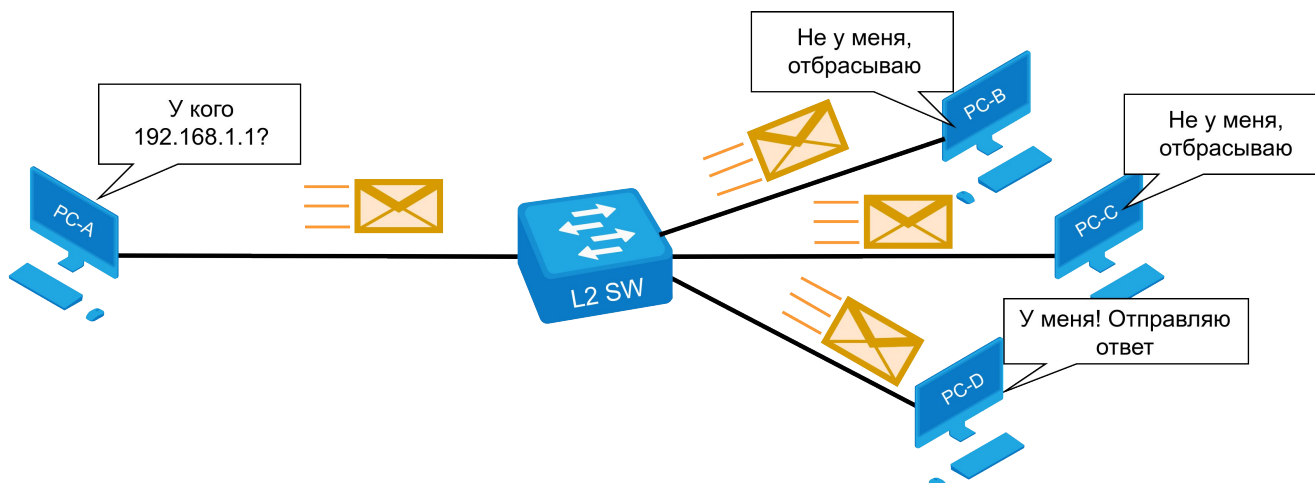 Не у меня,
отбрасываю
У кого
192.168.1.1?
PC-B
Не у меня,
отбрасываю
PC-A
PC-C
L2 SW
У меня! Отправляю
ответ
PC-D